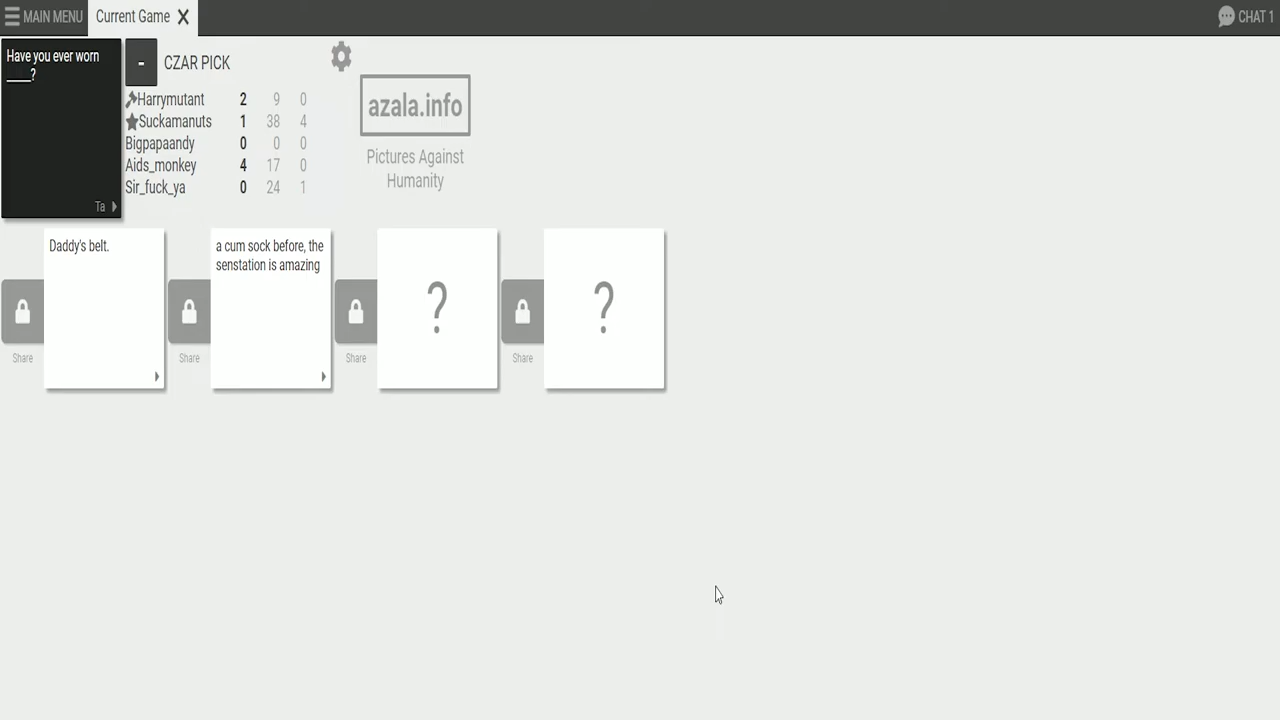 MAIN MENU
Current Game X
CHAT 1
Have you ever worn
____?
Ta
-
CZAR PICK
Harrymutant 2 9 0
Suckamanuts 1 38 4
Bigpapaandy 0 0 0
Aids_monkey 4 17 0
Sir_fuck_ya 0 24 1
azala.info
Pictures Against
Humanity
Share
Daddy's belt.
Share
a cum sock before, the
senstation is amazing
Share
?
Share
?